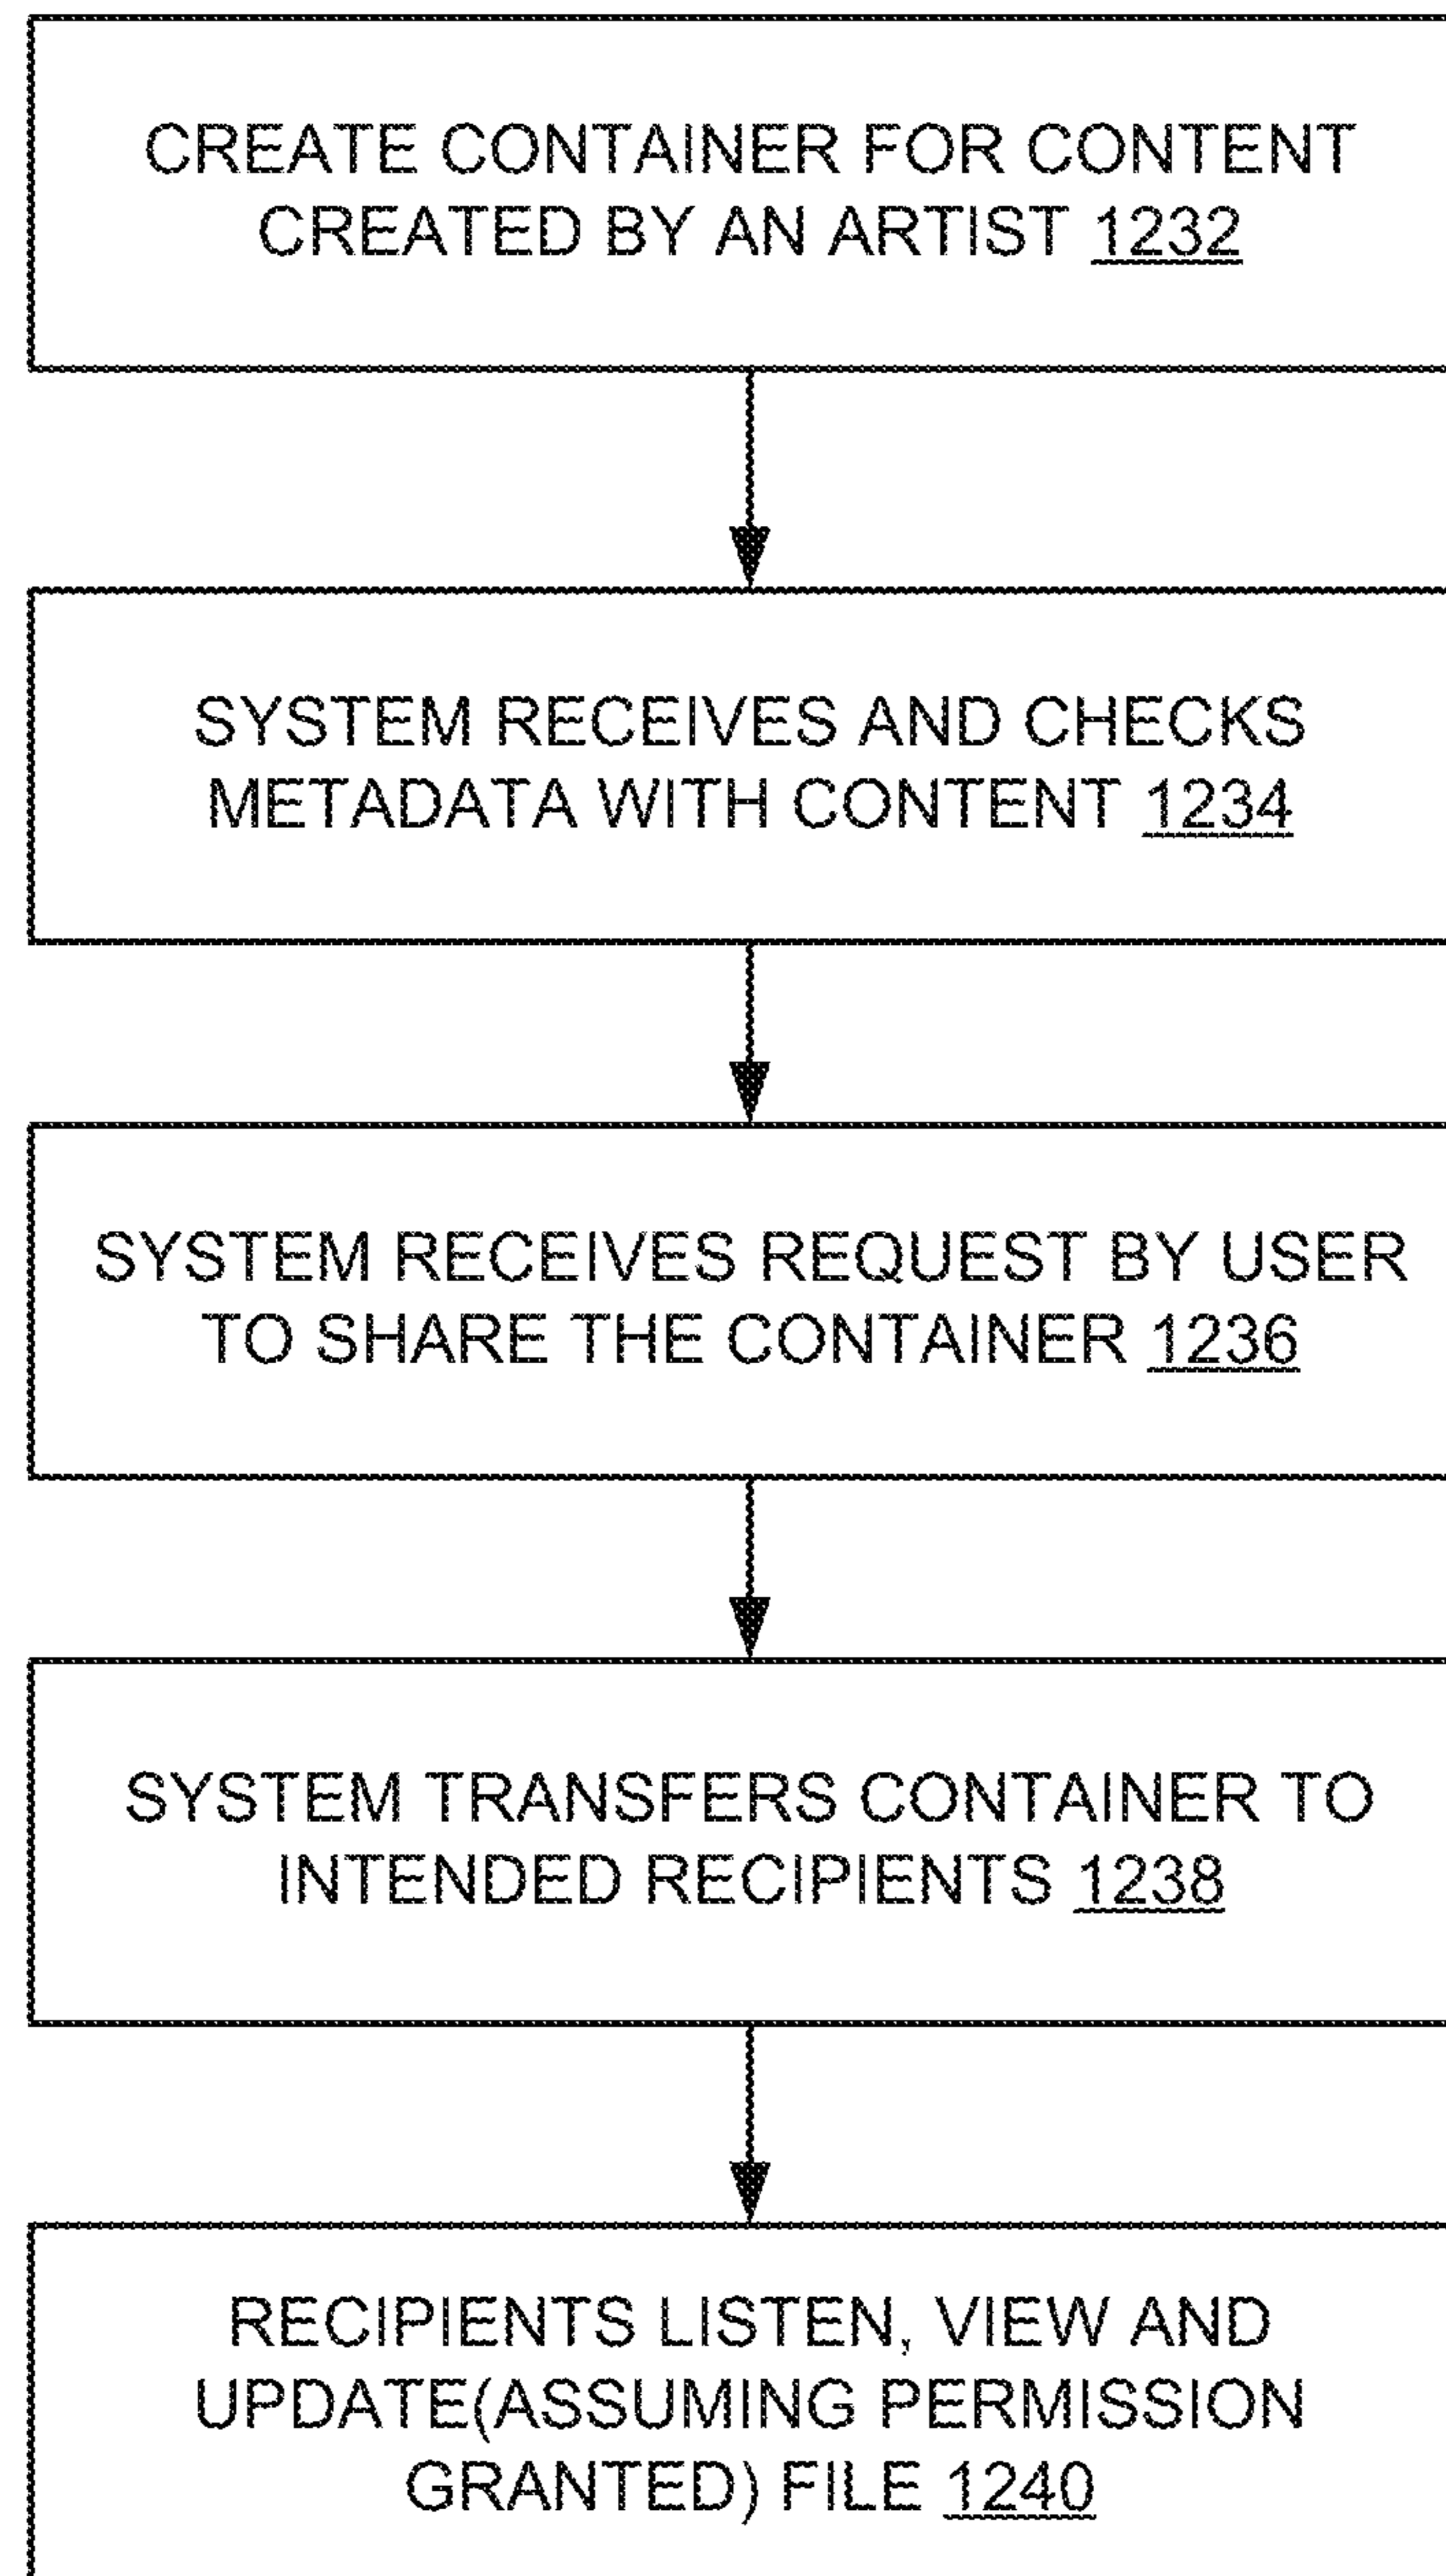 CREATE CONTAINER FOR CONTENT
CREATED BY AN ARTIST 1232
SYSTEM RECEIVES AND CHECKS
METADATA WITH CONTENT 1234
SYSTEM RECEIVES REQUEST BY USER
TO SHARE THE CONTAINER 1236
SYSTEM TRANSFERS CONTAINER TO
INTENDED RECIPIENTS 1238
RECIPIENTS LISTEN, VIEW AND
UPDATE(ASSUMING PERMISSION
GRANTED) FILE 1240